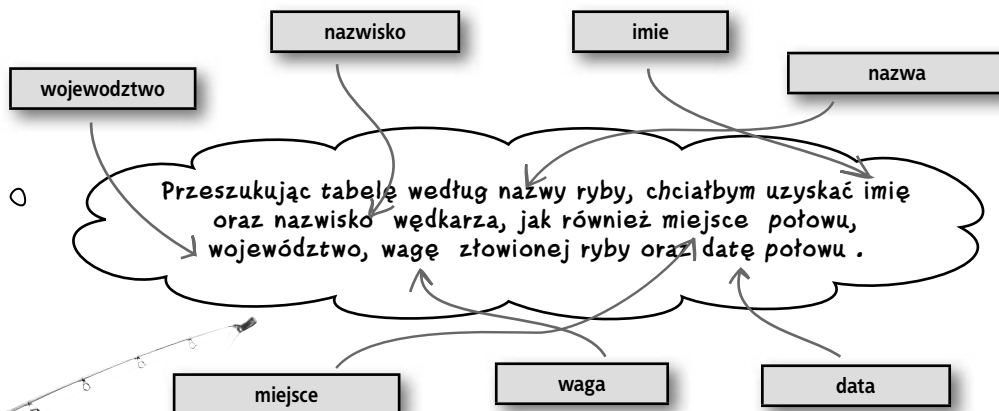 nazwisko
imie
wojewodztwo
nazwa
Przeszukując tabelę według nazwy ryby, chciałbym uzyskać imię
oraz nazwisko wędkarza, jak również miejsce połowu,
województwo, wagę złowionej ryby oraz datę połowu .
miejsce
waga
data